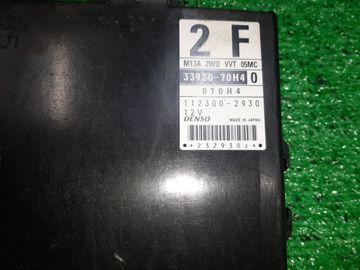 2 F
M13A 2WD VVT 05MC
33920-70H4 0
070H4
112300-2930
12V
DENSO MADE IN JAPAN
*232930J*